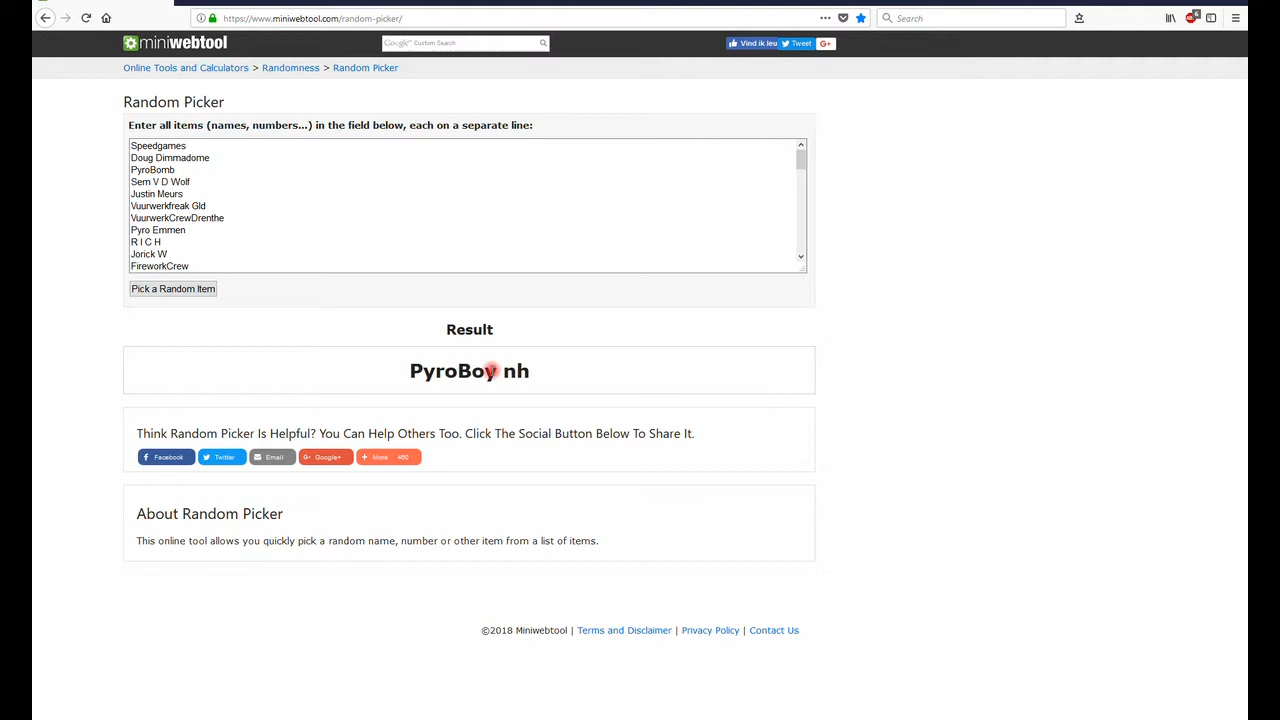 https://www.miniwebtool.com/random-picker/
Search
6
miniwebtool
Google Custom Search
Vind ik leu
Tweet
G+
Online Tools and Calculators > Randomness > Random Picker
Random Picker
Enter all items (names, numbers...) in the field below, each on a separate line:
Speedgames
Doug Dimmadome
PyroBomb
Sem V D Wolf
Justin Meurs
Vuurwerkfreak Gld
VuurwerkCrewDrenthe
Pyro Emmen
R I C H
Jorick W
FireworkCrew
Pick a Random Item
Result
PyroBoy nh
Think Random Picker Is Helpful? You Can Help Others Too. Click The Social Button Below To Share It.
Facebook Twitter Email G+ Google+ More 460
About Random Picker
This online tool allows you quickly pick a random name, number or other item from a list of items.
©2018 Miniwebtool | Terms and Disclaimer | Privacy Policy | Contact Us